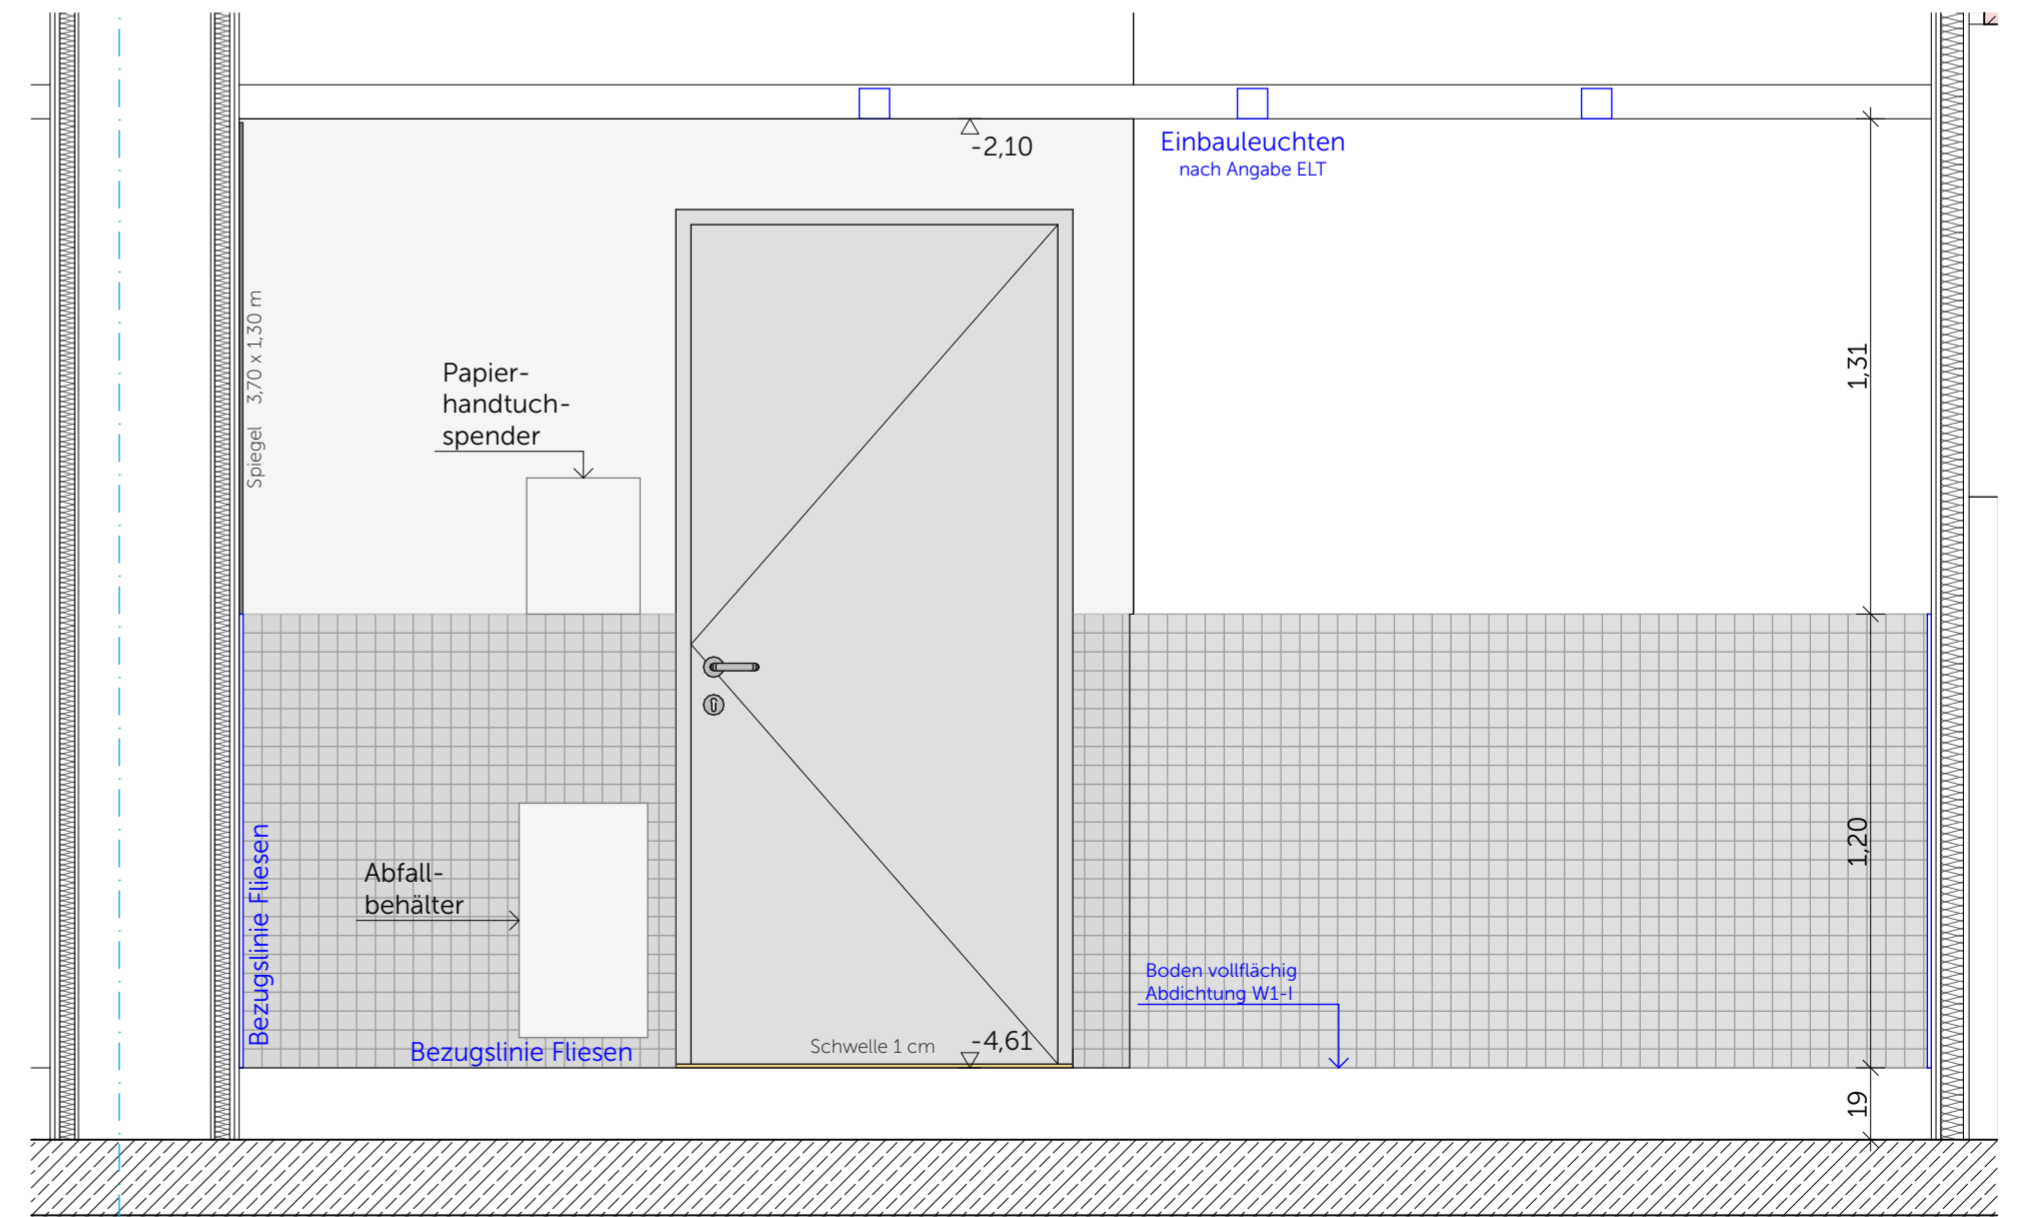 -2,10
Einbauleuchten
nach Angabe ELT
Spiegel 3,70 x 1,30 m
1,31
Papier-
handtuch-
spender
1,20
Abfall-
behälter
Bezugslinie Fliesen
Boden vollflächig
Abdichtung W1-I
Bezugslinie Fliesen
Schwelle 1 cm
-4,61
19